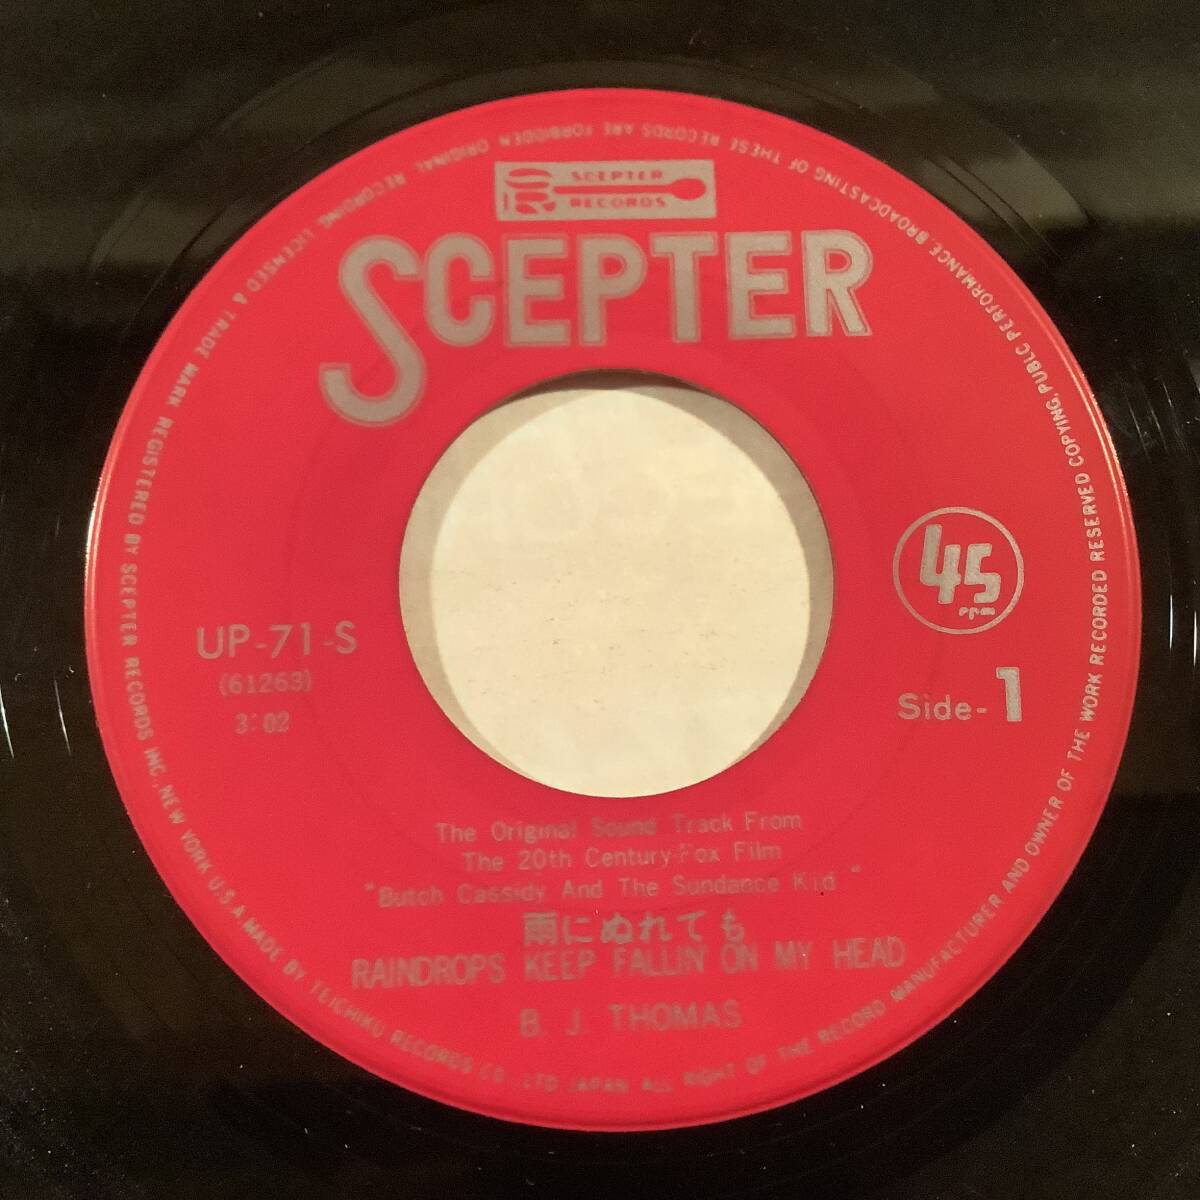 SCEPTER
RECORDS
SCEPTER
45
rpm
UP-71-S
(61263)
3:02
Side-1
The Original Sound Track From
The 20th Century-Fox Film
"Butch Cassidy And The Sundance Kid"
雨にぬれても
RAINDROPS KEEP FALLIN' ON MY HEAD
B. J. THOMAS
ORIGINAL RECORDING LICENSED & TRADE MARK REGISTERED BY SCEPTER RECORDS INC., NEW YORK U.S.A MADE BY TEICHIKU RECORDS CO., LTD. JAPAN ALL RIGHT OF THE RECORD MANUFACTURER AND OWNER OF THE WORK RECORDED RESERVED COPYING, PUBLIC PERFORMANCE, BROADCASTING OF THESE RECORDS ARE FORBIDDEN